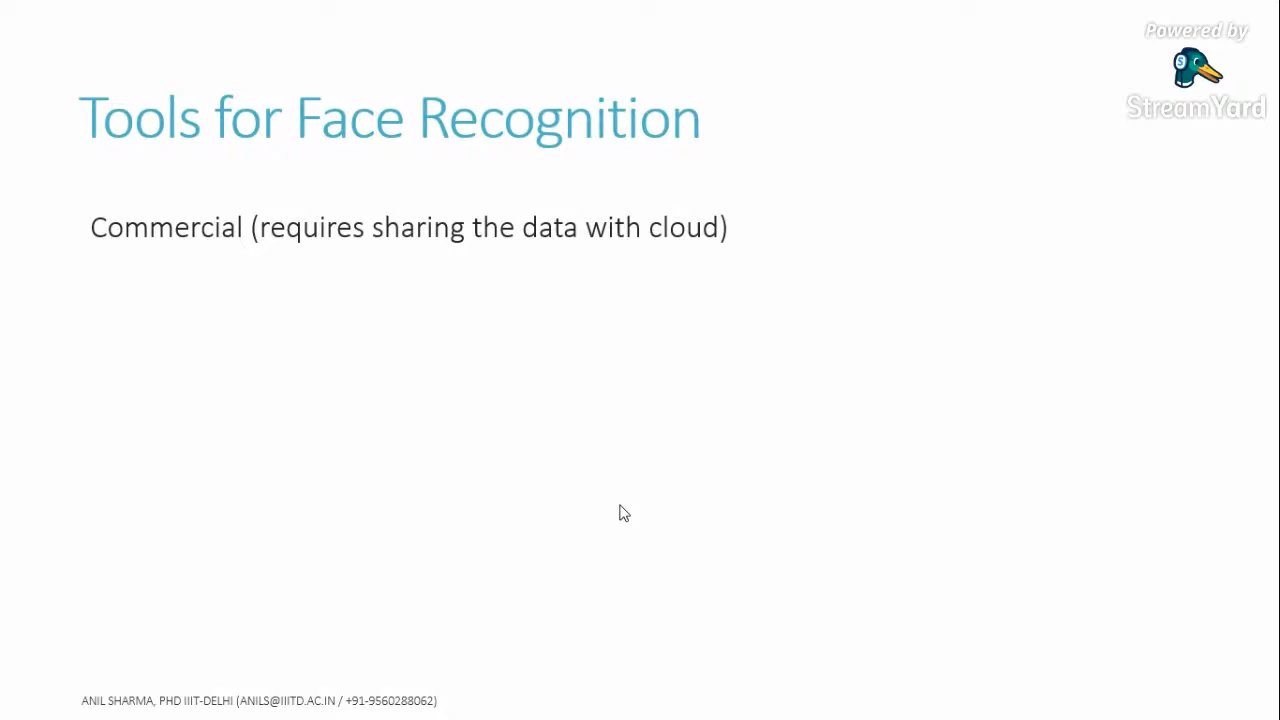 Powered by
StreamYard
Tools for Face Recognition
Commercial (requires sharing the data with cloud)
ANIL SHARMA, PHD IIIT-DELHI (ANILS@IIITD.AC.IN / +91-9560288062)